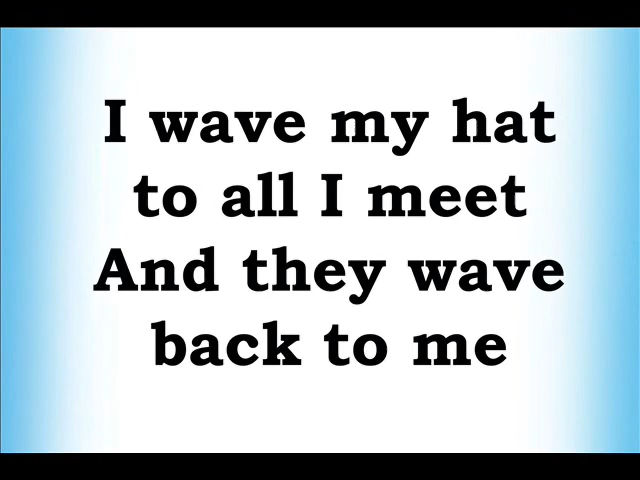 I wave my hat
to all I meet
And they wave
back to me